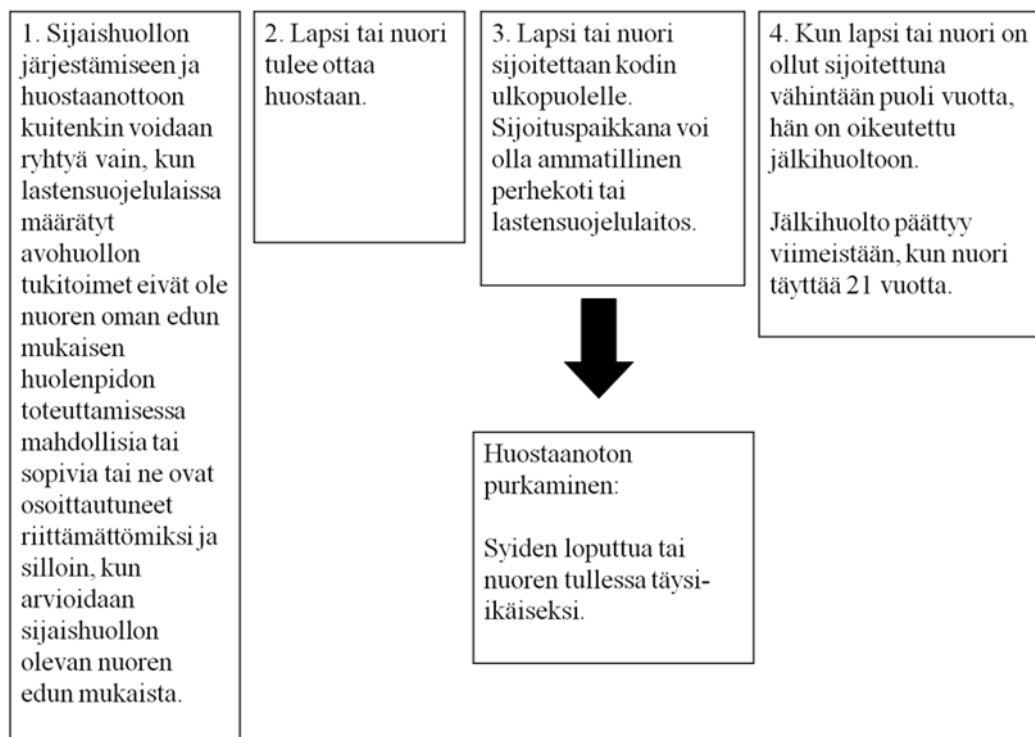 1. Sijaishuollon
järjestämiseen ja
huostaanottoon
kuitenkin voidaan
ryhtyä vain, kun
lastensuojelulaissa
määrätyt
avohuollon
tukitoimet eivät ole
nuoren oman edun
mukaisen
huolenpidon
toteuttamisessa
mahdollisia tai
sopivia tai ne ovat
osoittautuneet
riittämättömiksi ja
silloin, kun
arvioidaan
sijaishuollon
olevan nuoren
edun mukaista.
2. Lapsi tai nuori
tulee ottaa
huostaan.
3. Lapsi tai nuori
sijoitettaan kodin
ulkopuolelle.
Sijoituspaikkana voi
olla ammatillinen
perhekoti tai
lastensuojelulaitos.
4. Kun lapsi tai nuori on
ollut sijoitettuna
vähintään puoli vuotta,
hän on oikeutettu
jälkihuoltoon.
Jälkihuolto päättyy
viimeistään, kun nuori
täyttää 21 vuotta.
Huostaanoton
purkaminen:
Syiden loputtua tai
nuoren tullessa täysi-
ikäiseksi.